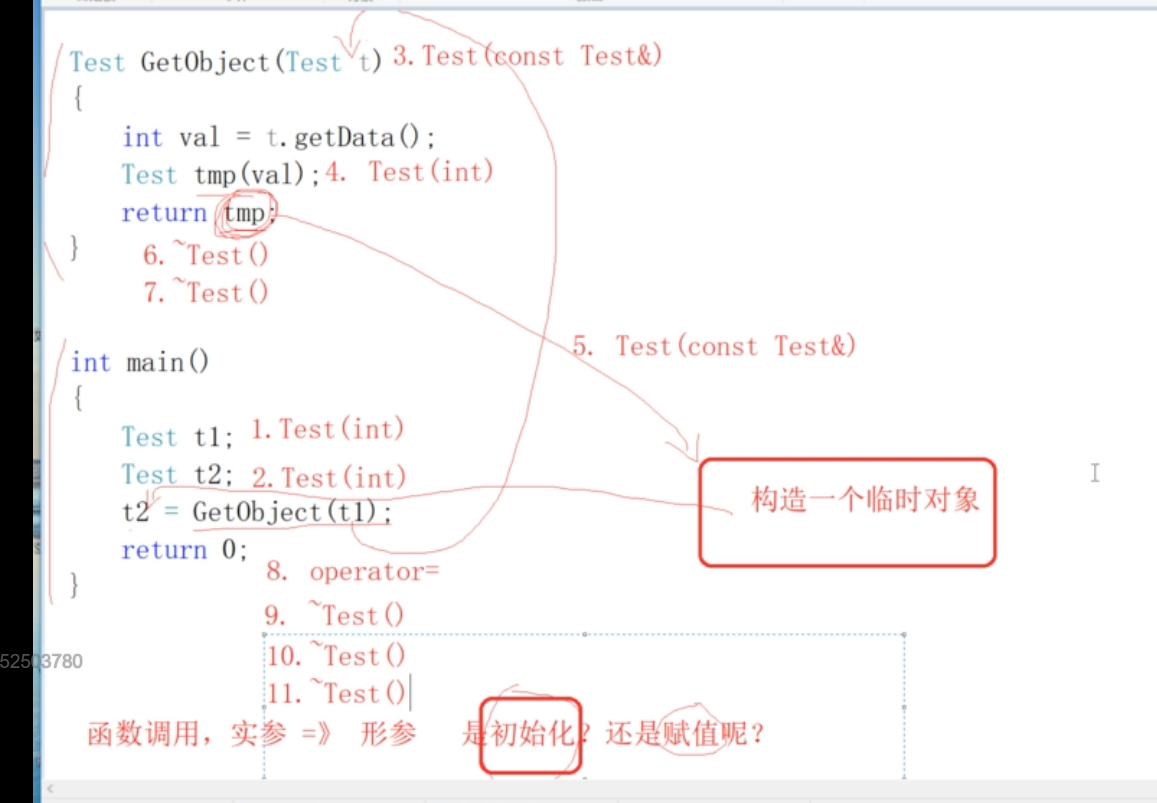 Test GetObject(Test t) 3.Test(const Test&)
{
int val = t.getData();
Test tmp(val);4. Test(int)
return tmp;
} 6.~Test()
7.~Test()
5. Test(const Test&)
int main()
{
Test t1; 1.Test(int)
Test t2; 2.Test(int)
构造一个临时对象
t2 = GetObject(t1);
return 0;
8. operator=
}
9. ~Test()
10.~Test()
52503780
11.~Test()
函数调用，实参 =》 形参 是初始化？还是赋值呢？